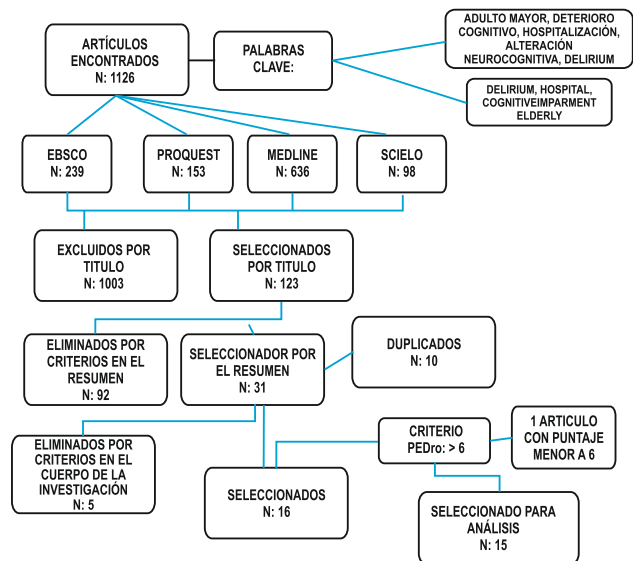 ARTÍCULOS
ENCONTRADOS
N: 1126
PALABRAS
CLAVE:
ADULTO MAYOR, DETERIORO
COGNITIVO, HOSPITALIZACIÓN,
ALTERACIÓN
NEUROCOGNITIVA, DELIRIUM
DELIRIUM, HOSPITAL,
COGNITIVEIMPARMENT
ELDERLY
EBSCO
N: 239
PROQUEST
N: 153
MEDLINE
N: 636
SCIELO
N: 98
EXCLUIDOS POR
TITULO
N: 1003
SELECCIONADOS
POR TITULO
N: 123
ELIMINADOS POR
CRITERIOS EN EL
RESUMEN
N: 92
SELECCIONADOR POR
EL RESUMEN
N: 31
DUPLICADOS
N: 10
ELIMINADOS POR
CRITERIOS EN EL
CUERPO DE LA
INVESTIGACIÓN
N: 5
SELECCIONADOS
N: 16
CRITERIO
PEDro: > 6
1 ARTICULO
CON PUNTAJE
MENOR A 6
SELECCIONADO PARA
ANÁLISIS
N: 15